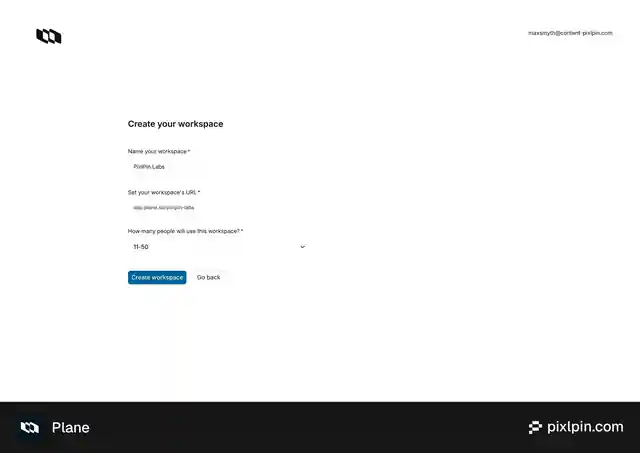 maxsmyth@content-pixlpin.com
Create your workspace
Name your workspace *
PixlPin Labs
Set your workspace's URL *
How many people will use this workspace? *
11-50
Create workspace Go back
Plane
pixlpin.com